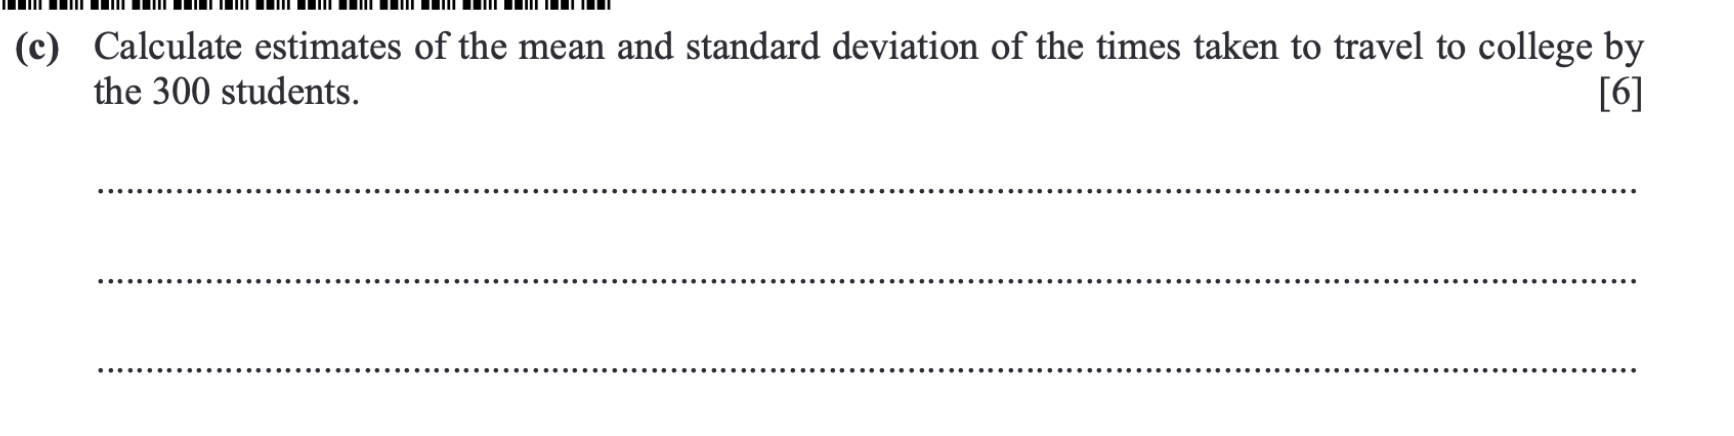 (c) Calculate estimates of the mean and standard deviation of the times taken to travel to college by
the 300 students. [6]